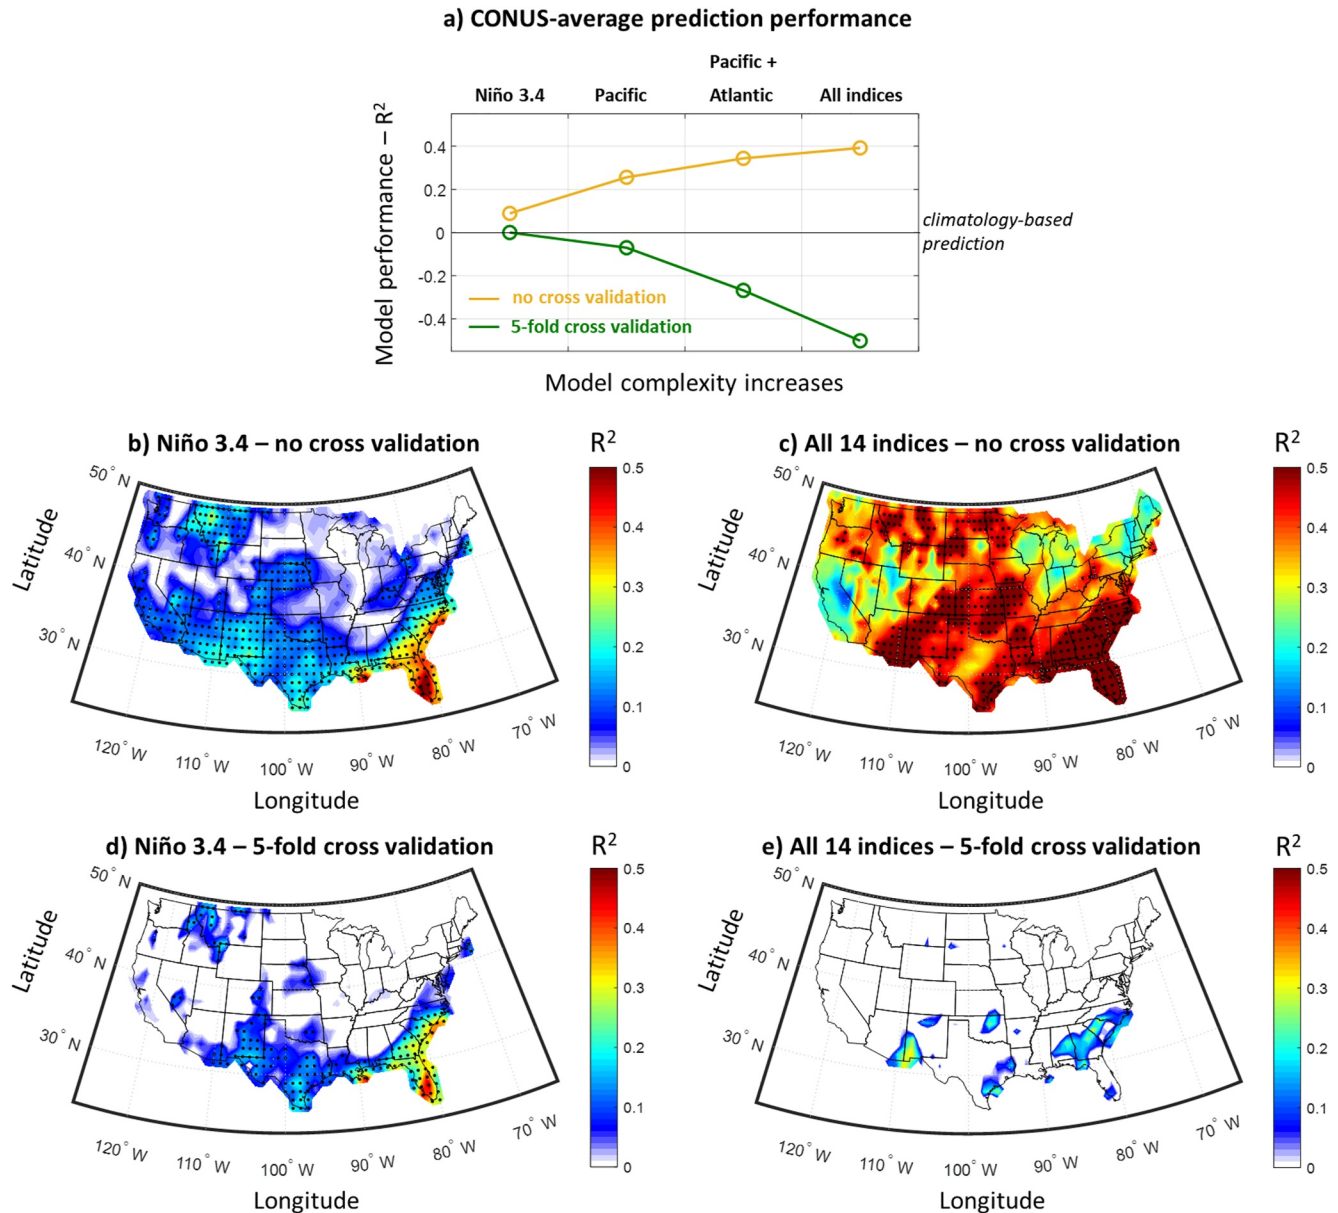 a) CONUS-average prediction performance
Pacific +
Niño 3.4 Pacific Atlantic All indices
Model performance – R²
0.4
0.2
0
-0.2
-0.4
climatology-based
prediction
no cross validation
5-fold cross validation
Model complexity increases
b) Niño 3.4 – no cross validation
R²
50° N
40° N
30° N
Latitude
120° W
110° W
100° W
90° W
80° W
70° W
Longitude
0.5
0.4
0.3
0.2
0.1
0
c) All 14 indices – no cross validation
R²
50° N
40° N
30° N
Latitude
120° W
110° W
100° W
90° W
80° W
70° W
Longitude
0.5
0.4
0.3
0.2
0.1
0
d) Niño 3.4 – 5-fold cross validation
R²
50° N
40° N
30° N
Latitude
120° W
110° W
100° W
90° W
80° W
70° W
Longitude
0.5
0.4
0.3
0.2
0.1
0
e) All 14 indices – 5-fold cross validation
R²
50° N
40° N
30° N
Latitude
120° W
110° W
100° W
90° W
80° W
70° W
Longitude
0.5
0.4
0.3
0.2
0.1
0